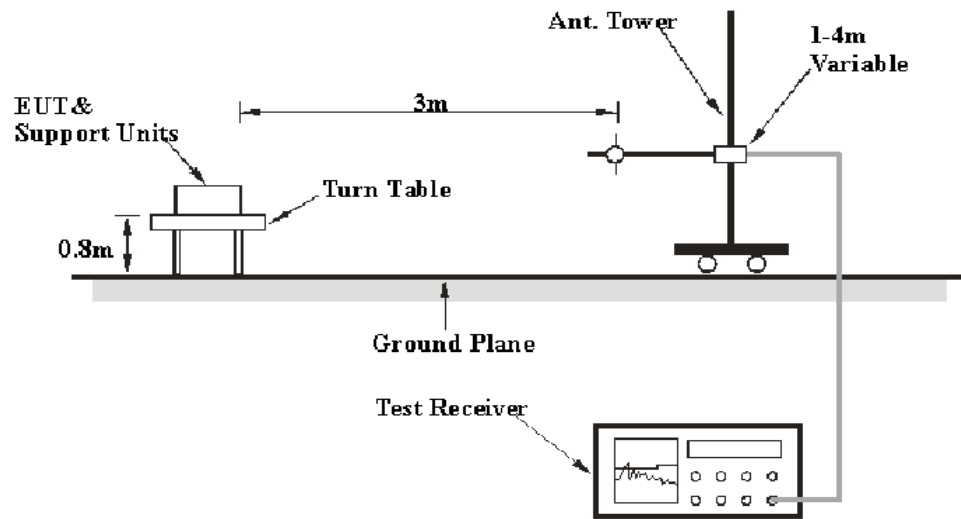 Ant. Tower
1-4m
Variable
3m
EUT&
Support Units
Turn Table
0.8m
Ground Plane
Test Receiver